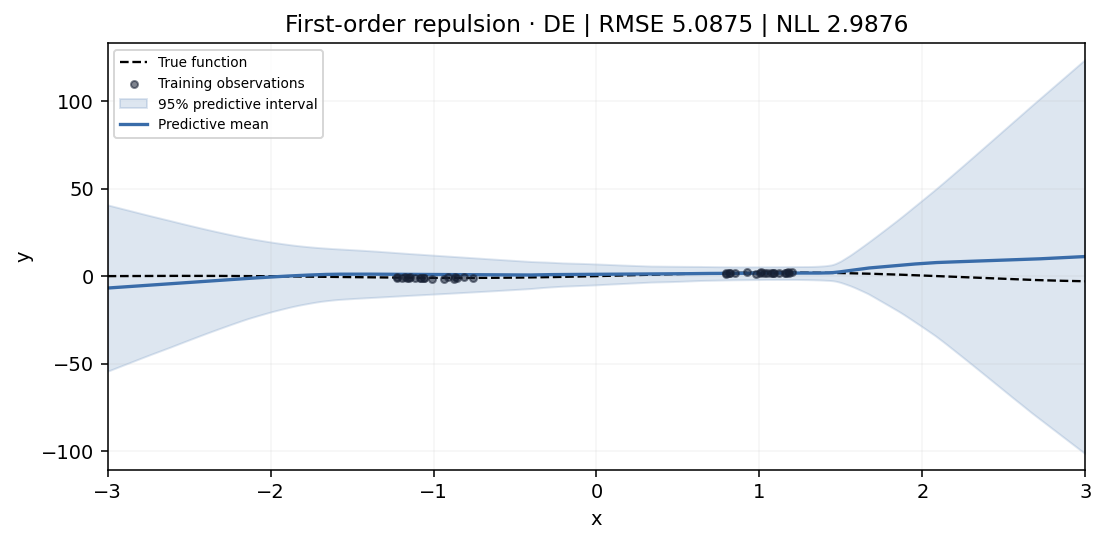 First-order repulsion · DE | RMSE 5.0875 | NLL 2.9876
True function
Training observations
95% predictive interval
Predictive mean
100
50
0
−50
−100
y
−3
−2
−1
0
1
2
3
x